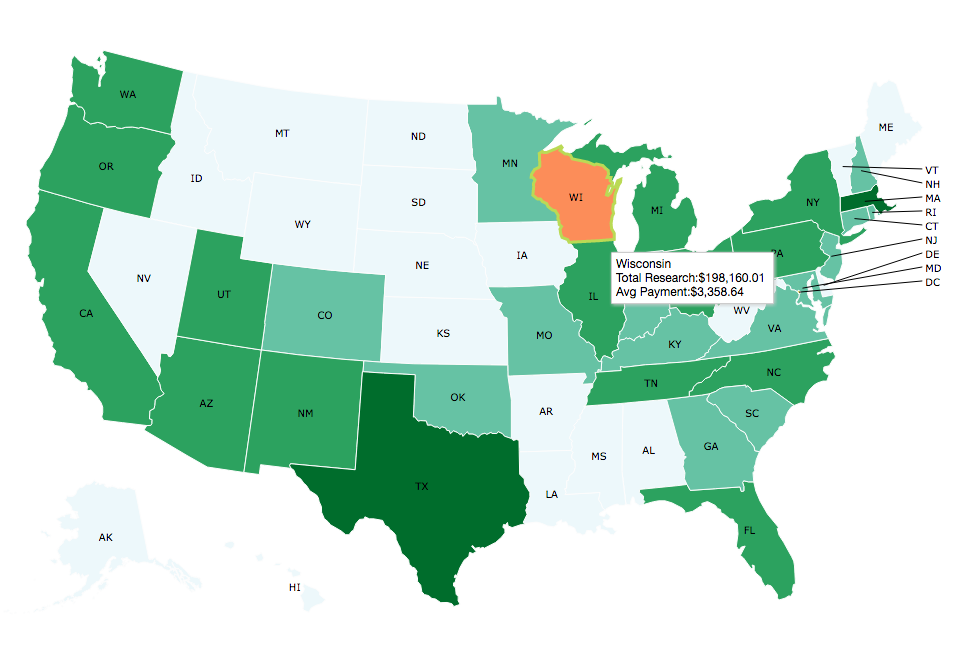 WA
MT
ND
MN
ME
OR
ID
SD
WI
MI
NY
VT
NH
MA
RI
CT
NJ
DE
MD
DC
WY
IA
PA
NV
NE
Wisconsin
Total Research:$198,160.01
Avg Payment:$3,358.64
UT
IL
CA
CO
KS
MO
WV
KY
VA
AZ
NM
OK
TN
NC
AR
SC
TX
LA
MS
AL
GA
FL
AK
HI